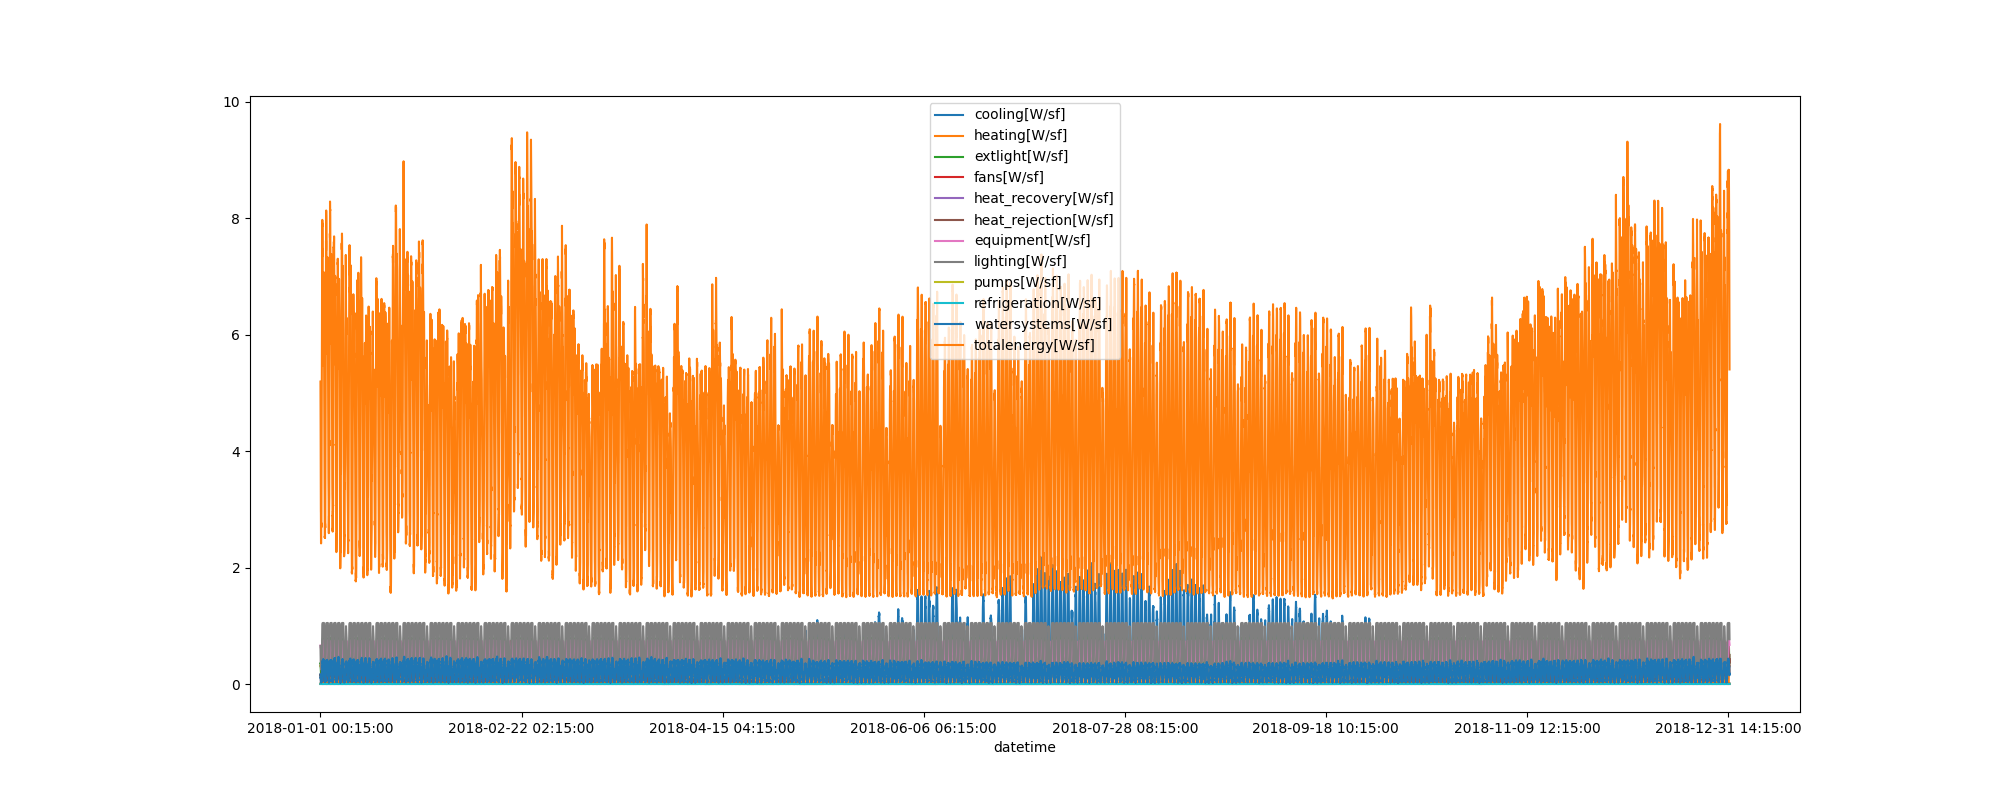 10
8
6
4
2
0
cooling[W/sf]
heating[W/sf]
extlight[W/sf]
fans[W/sf]
heat_recovery[W/sf]
heat_rejection[W/sf]
equipment[W/sf]
lighting[W/sf]
pumps[W/sf]
refrigeration[W/sf]
watersystems[W/sf]
totalenergy[W/sf]
2018-01-01 00:15:00
2018-02-22 02:15:00
2018-04-15 04:15:00
2018-06-06 06:15:00
2018-07-28 08:15:00
2018-09-18 10:15:00
2018-11-09 12:15:00
2018-12-31 14:15:00
datetime